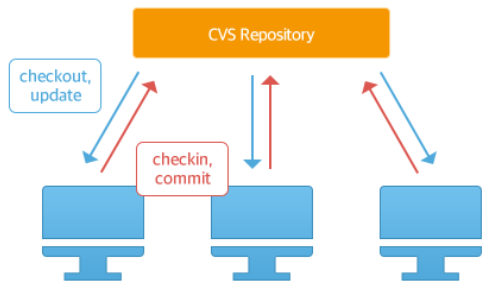 CVS Repository
checkout,
update
checkin,
commit